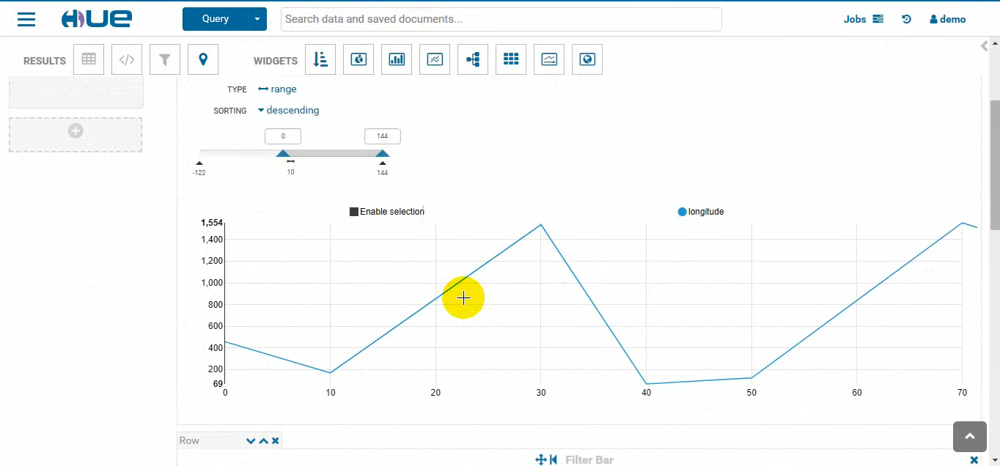 HUE Query Search data and saved documents... Jobs demo
RESULTS WIDGETS
TYPE range
SORTING descending
0 144
-122 10 144
Enable selection longitude
1,554
1,400
1,200
1,000
800
600
400
200
69
0 10 20 30 40 50 60 70
Row
Filter Bar